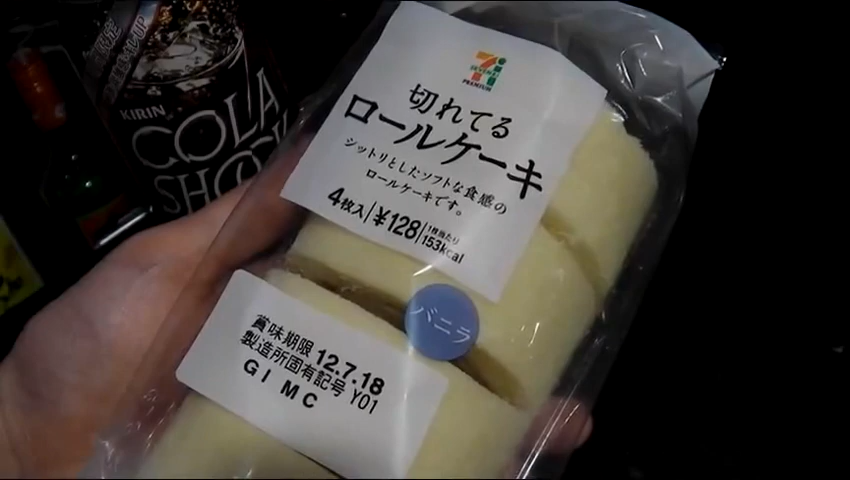 KIRIN
COLA
SHOCK
SEVEN&i
PREMIUM
切れてる
ロールケーキ
シットリとしたソフトな食感の
ロールケーキです。
4枚入 ¥128 1枚当たり
153kcal
バニラ
賞味期限 12.7.18
製造所固有記号 Y01
GI MC